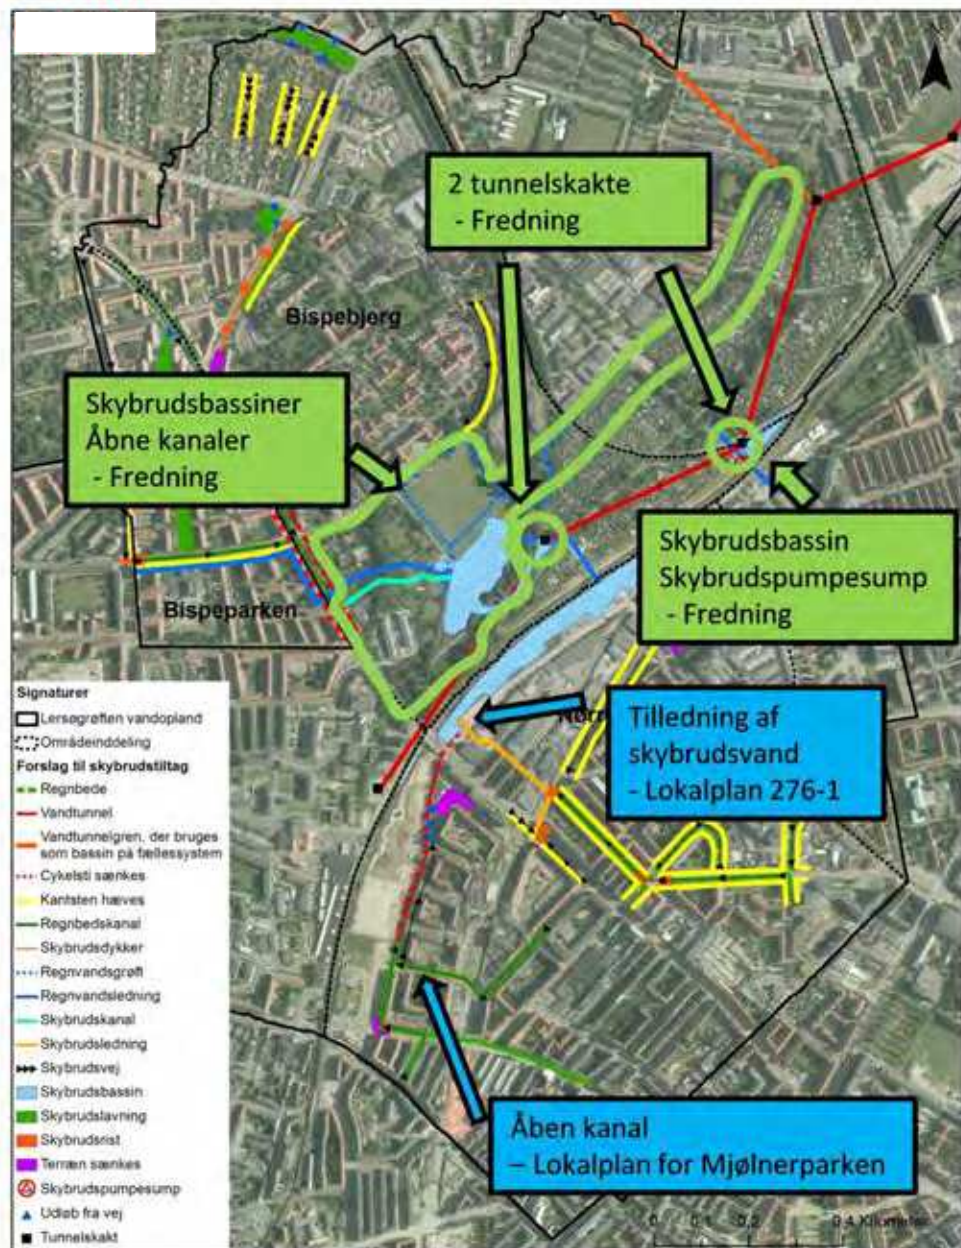 2 tunnelskakte
- Fredning
Bispebjerg
Skybrudsbassiner
Åbne kanaler
- Fredning
Skybrudsbassin
Skybrudspumpesump
- Fredning
Bispeparken
Tilledning af
skybrudsvand
- Lokalplan 276-1
Åben kanal
– Lokalplan for Mjølnerparken
Signaturer
Lersøgrøften vandopland
Områdeinddeling
Forslag til skybrudstiltag
Regnbede
Vandtunnel
Vandtunnelgren, der bruges
som bassin på fællessystem
Cykelsti sænkes
Kantsten hæves
Regnbedskanal
Skybrudsdykker
Regnvandsgrøft
Regnvandsledning
Skybrudskanal
Skybrudsledning
Skybrudsvej
Skybrudsbassin
Skybrudslavning
Skybrudsrist
Terræn sænkes
Skybrudspumpesump
Udløb fra vej
Tunnelskakt
0 0,1 0,2 0,4 Kilometer